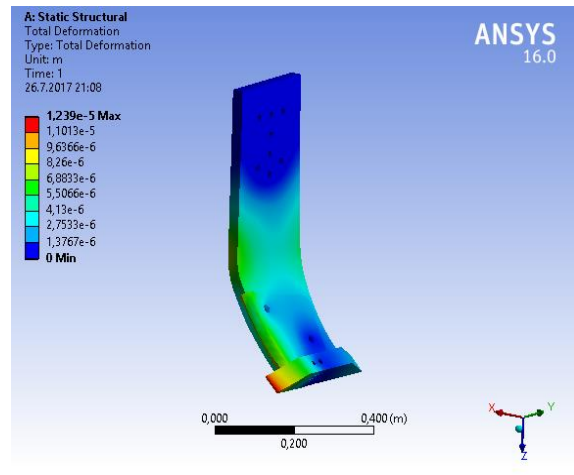 A: Static Structural
Total Deformation
Type: Total Deformation
Unit: m
Time: 1
26.7.2017 21:08
ANSYS
16.0
1,239e-5 Max
1,1013e-5
9,6366e-6
8,26e-6
6,8833e-6
5,5066e-6
4,13e-6
2,7533e-6
1,3767e-6
0 Min
0,000
0,400 (m)
0,200
X
Y
Z